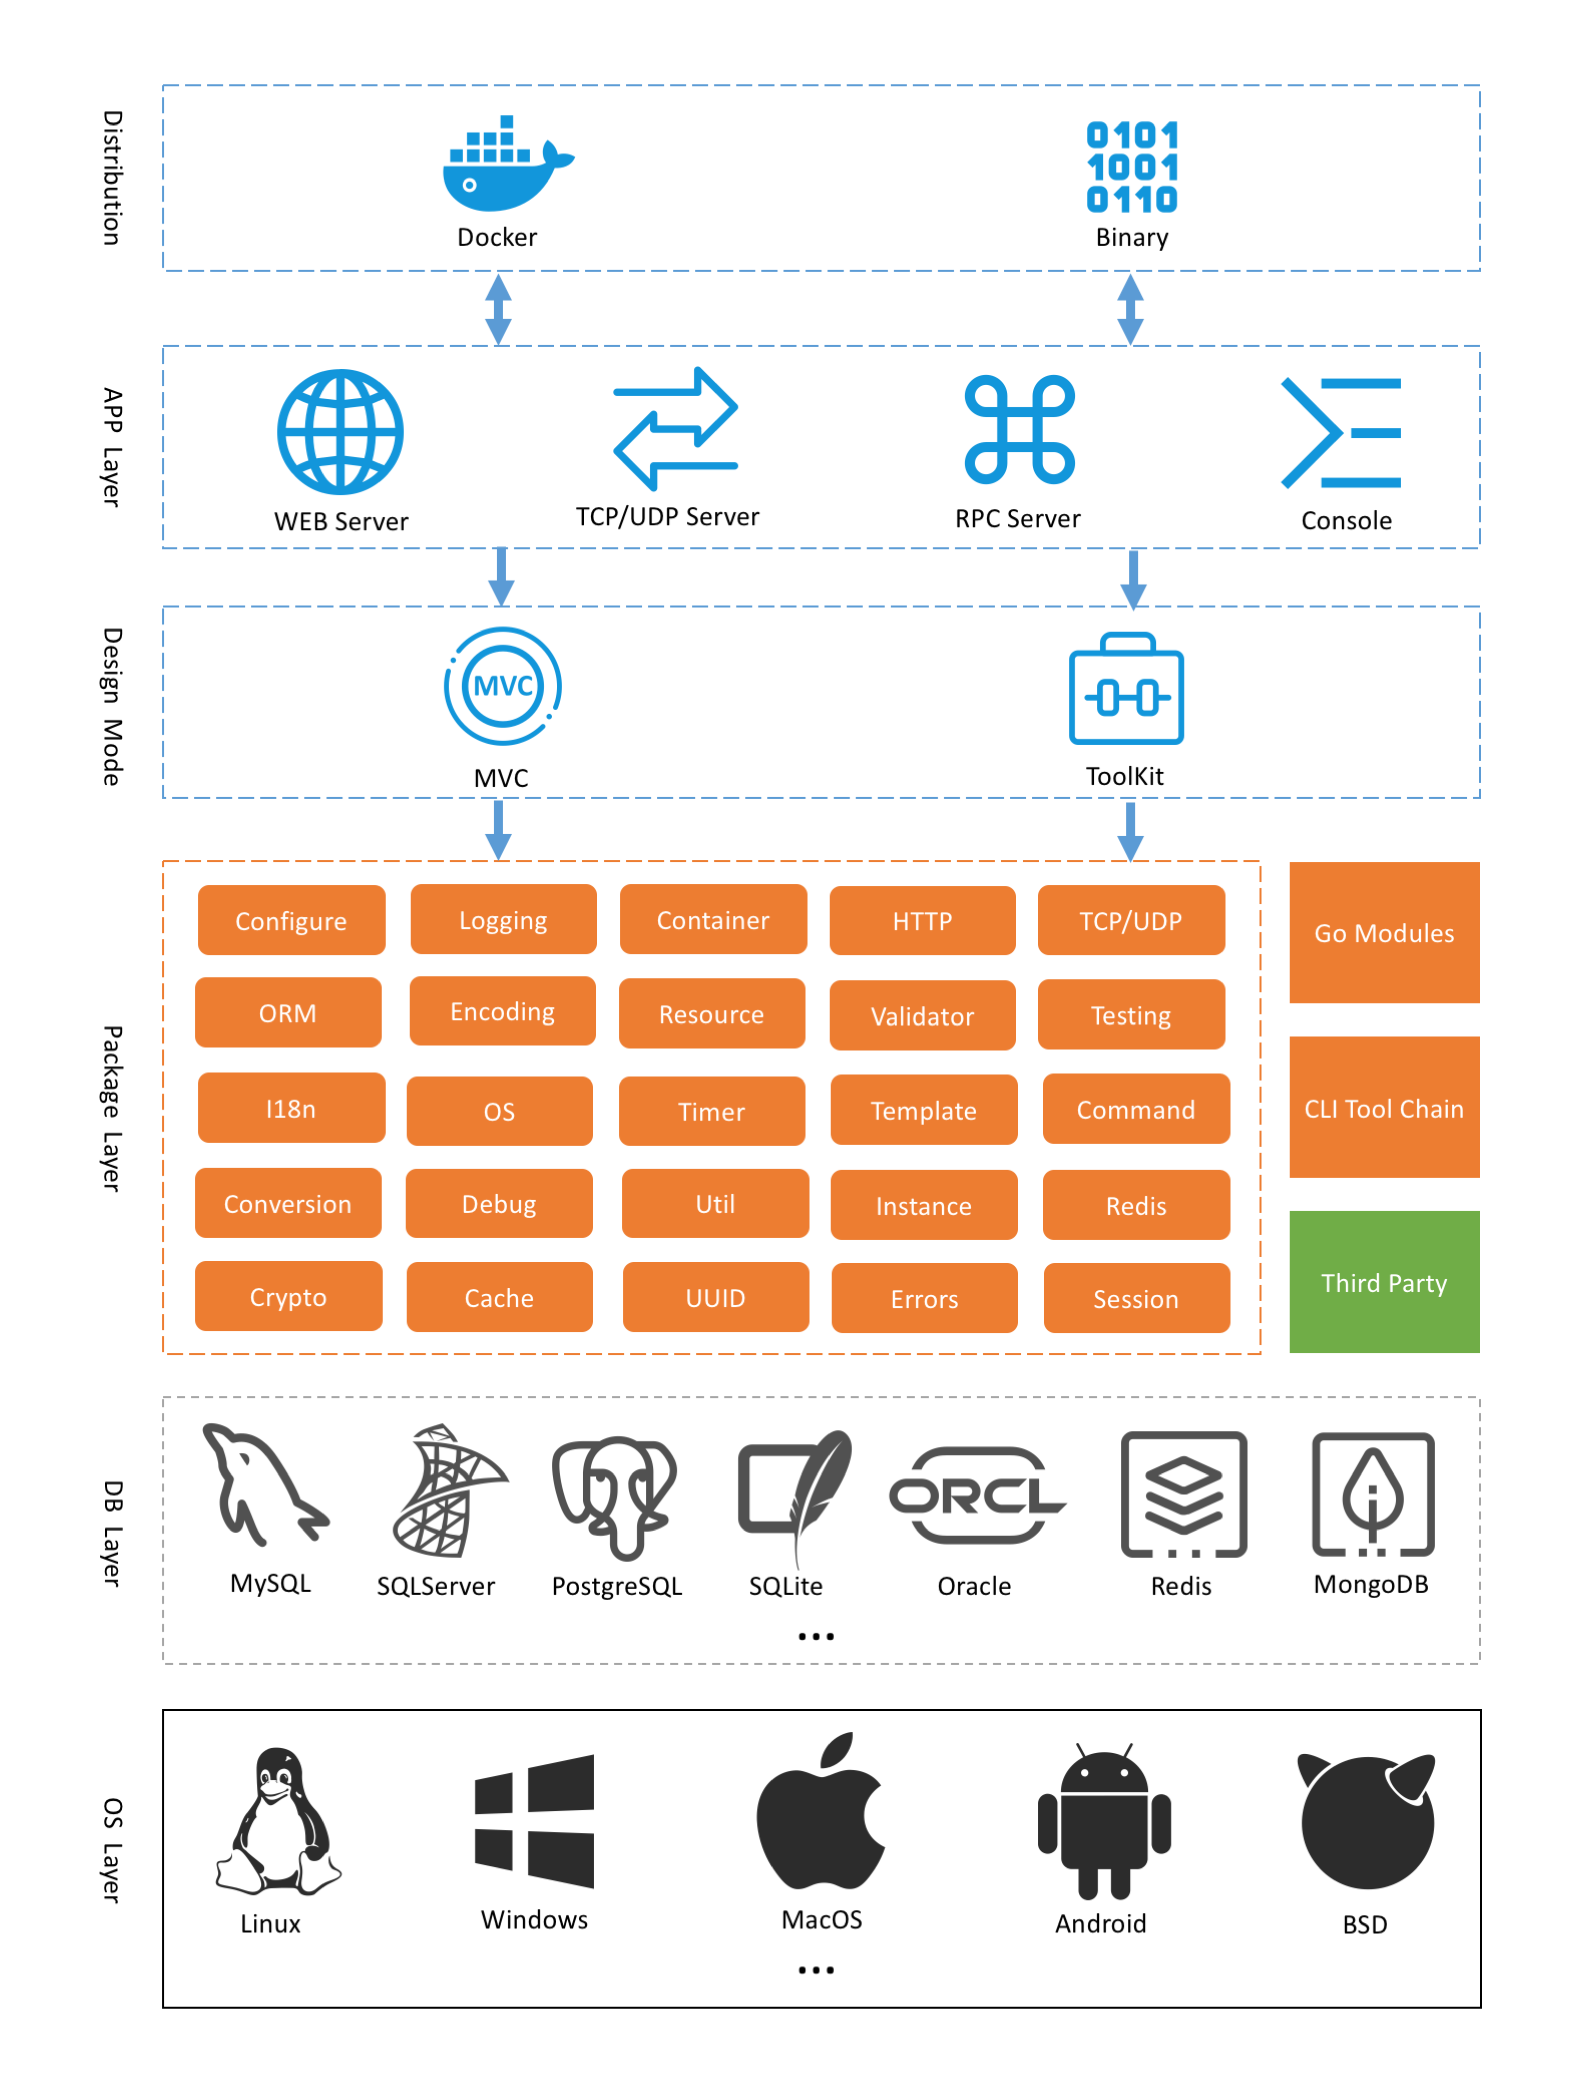 Distribution
0101
1001
0110
Docker
Binary
APP Layer
WEB Server
TCP/UDP Server
RPC Server
Console
Design Mode
MVC
MVC
ToolKit
Package Layer
Configure
Logging
Container
HTTP
TCP/UDP
ORM
Encoding
Resource
Validator
Testing
I18n
OS
Timer
Template
Command
Conversion
Debug
Util
Instance
Redis
Crypto
Cache
UUID
Errors
Session
Go Modules
CLI Tool Chain
Third Party
DB Layer
ORCL
MySQL
SQLServer
PostgreSQL
SQLite
Oracle
Redis
MongoDB
...
OS Layer
Linux
Windows
MacOS
Android
BSD
...